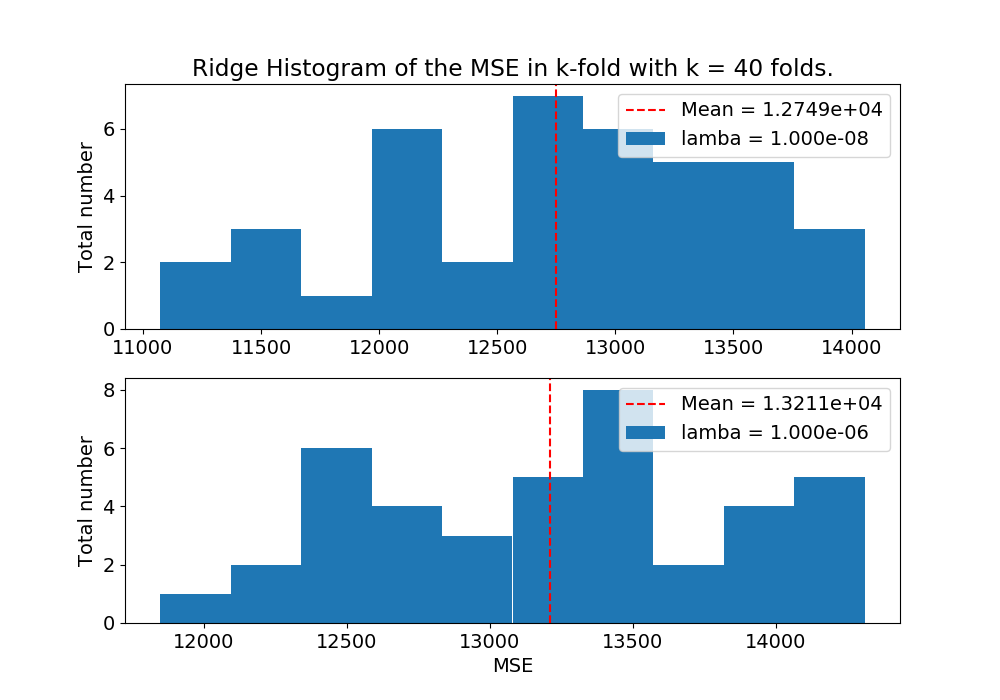 Ridge Histogram of the MSE in k-fold with k = 40 folds.
Mean = 1.2749e+04
lamba = 1.000e-08
Total number
6
4
2
0
11000 11500 12000 12500 13000 13500 14000
Mean = 1.3211e+04
lamba = 1.000e-06
Total number
8
6
4
2
0
12000 12500 13000 13500 14000
MSE